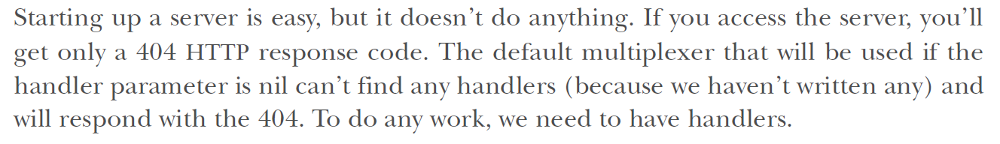 Starting up a server is easy, but it doesn’t do anything. If you access the server, you’ll
get only a 404 HTTP response code. The default multiplexer that will be used if the
handler parameter is nil can’t find any handlers (because we haven’t written any) and
will respond with the 404. To do any work, we need to have handlers.